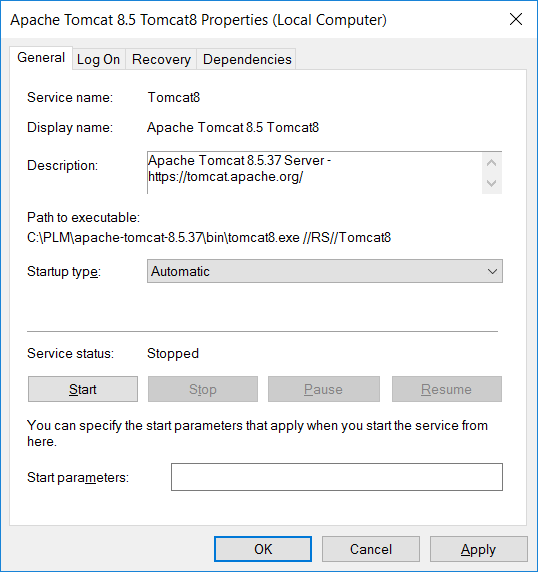 Apache Tomcat 8.5 Tomcat8 Properties (Local Computer)
General Log On Recovery Dependencies
Service name: Tomcat8
Display name: Apache Tomcat 8.5 Tomcat8
Description: Apache Tomcat 8.5.37 Server -
https://tomcat.apache.org/
Path to executable:
C:\PLM\apache-tomcat-8.5.37\bin\tomcat8.exe //RS//Tomcat8
Startup type: Automatic
Service status: Stopped
Start Stop Pause Resume
You can specify the start parameters that apply when you start the service from
here.
Start parameters:
OK Cancel Apply